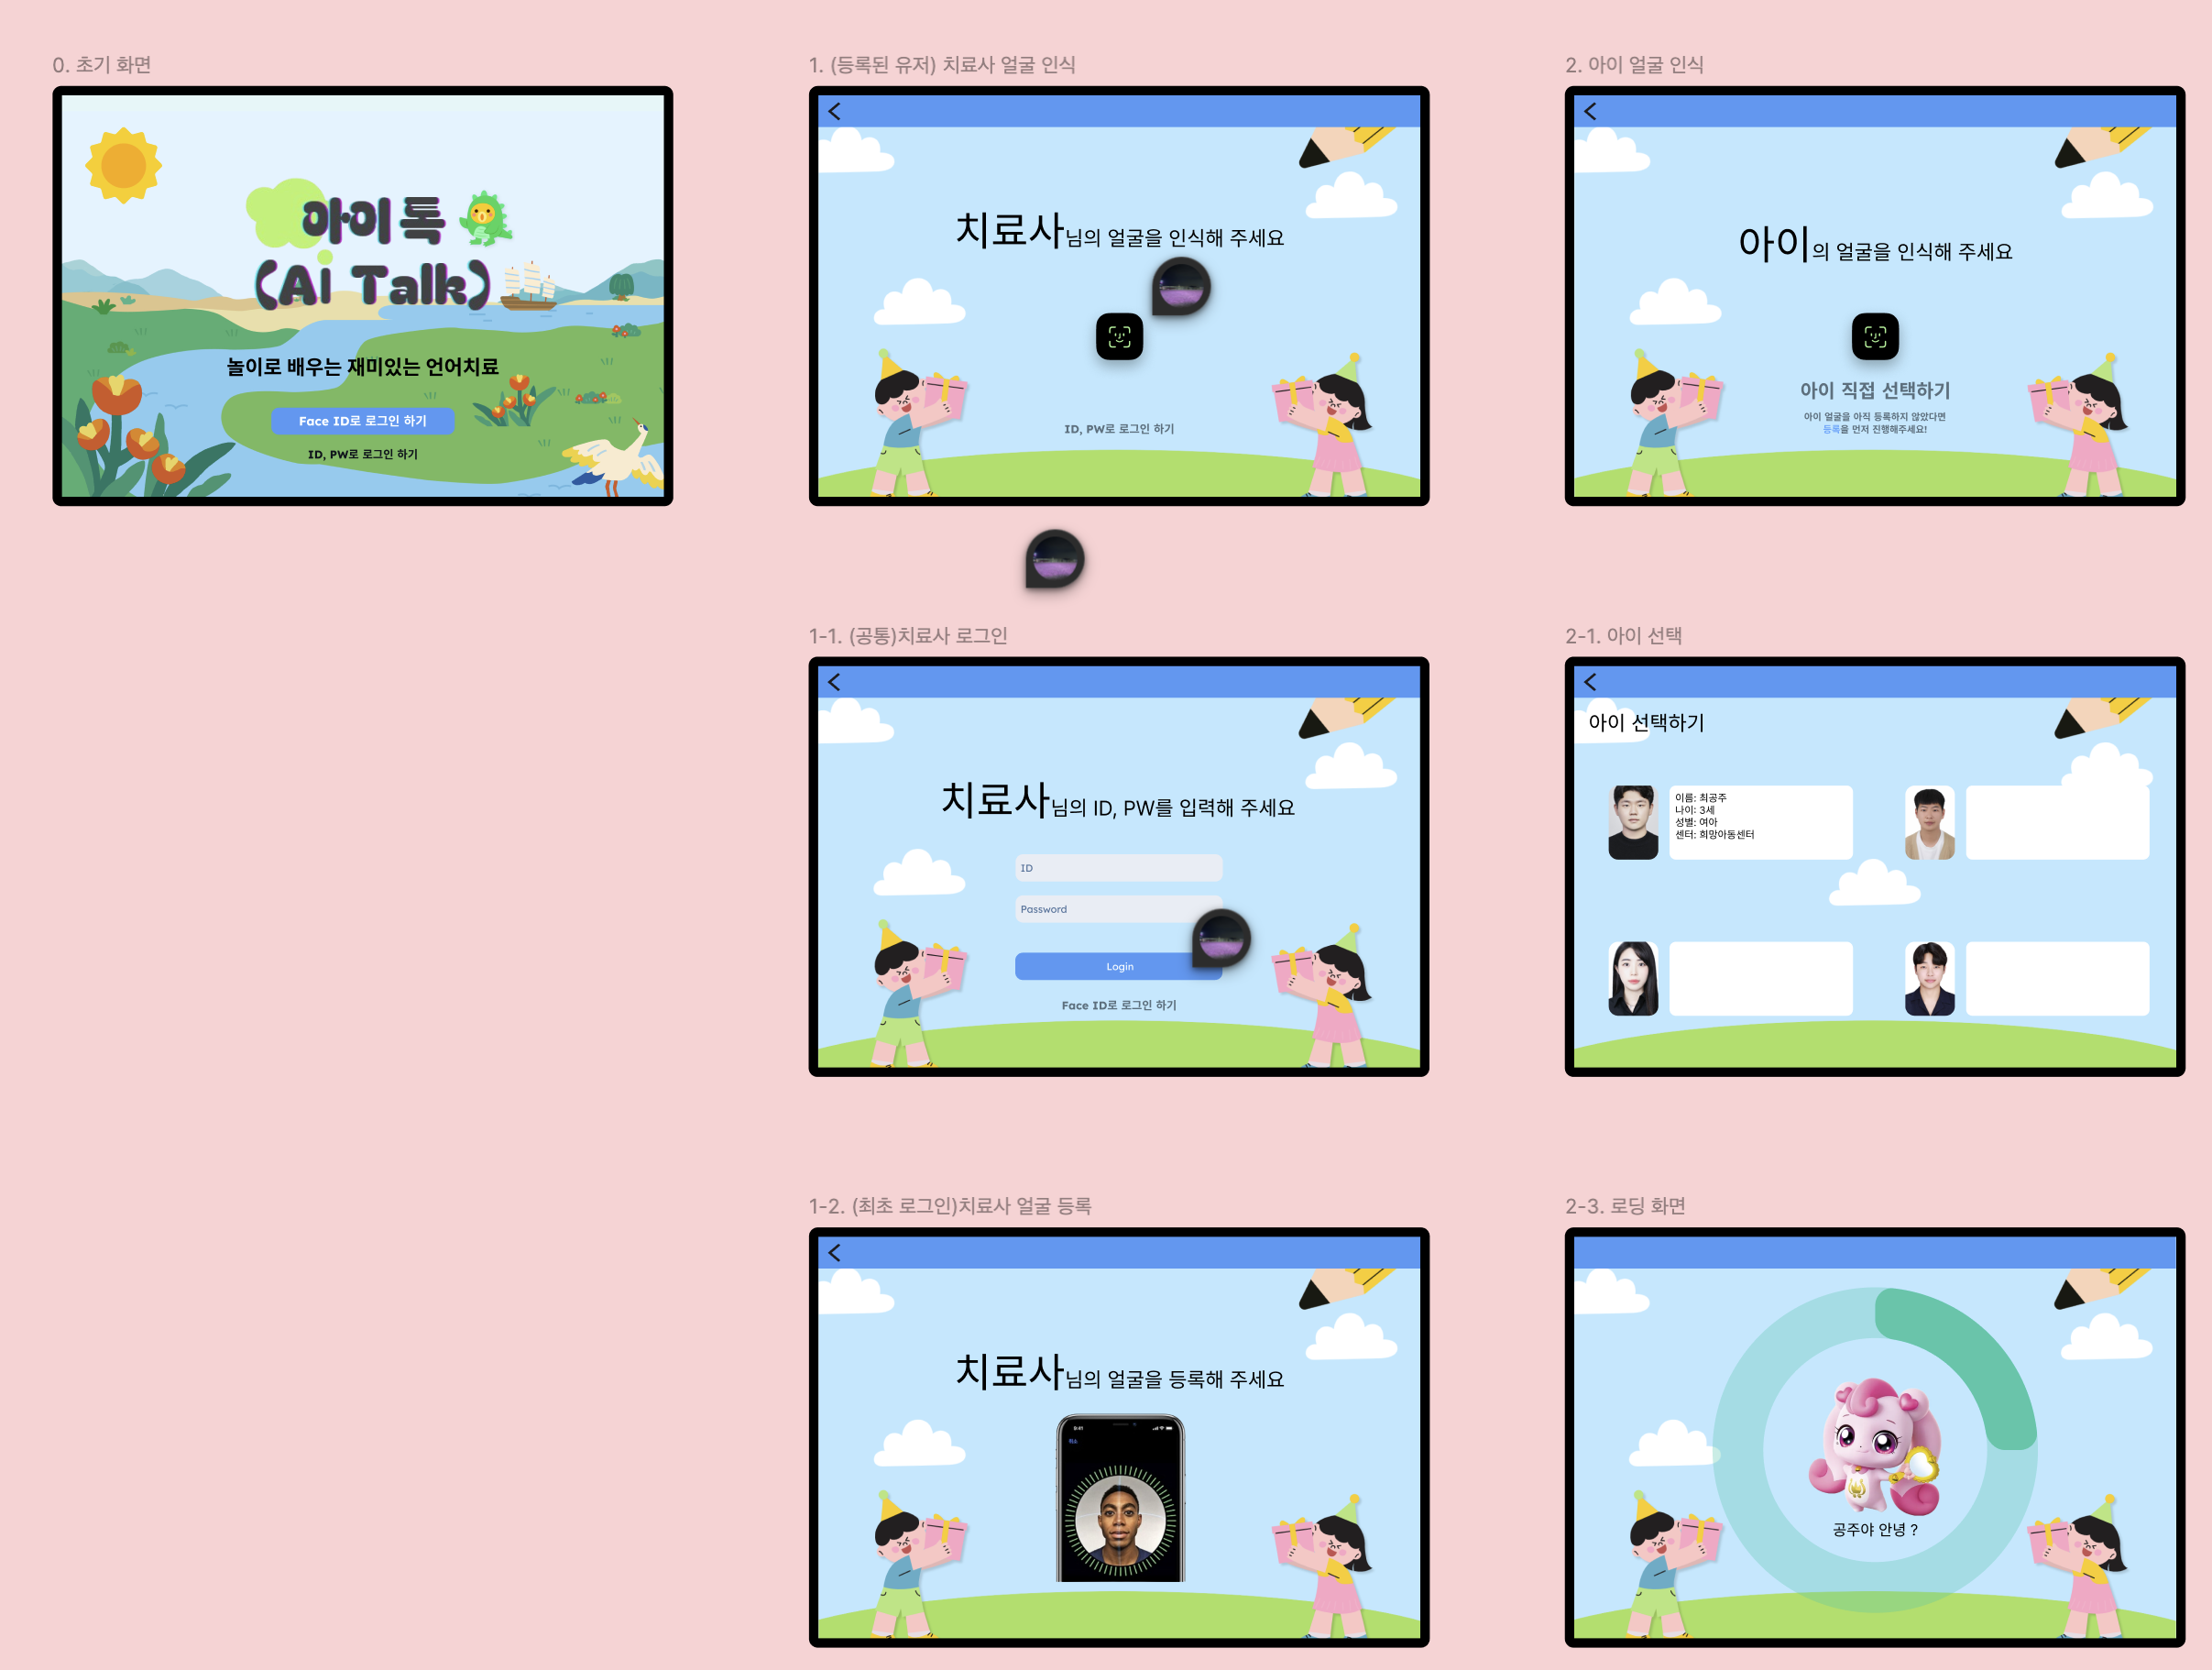 0. 초기 화면
아이 톡
(Ai Talk)
놀이로 배우는 재미있는 언어치료
Face ID로 로그인 하기
ID, PW로 로그인 하기
1. (등록된 유저) 치료사 얼굴 인식
치료사님의 얼굴을 인식해 주세요
ID, PW로 로그인 하기
2. 아이 얼굴 인식
아이의 얼굴을 인식해 주세요
아이 직접 선택하기
아이 얼굴을 아직 등록하지 않았다면
등록을 먼저 진행해주세요!
1-1. (공통)치료사 로그인
치료사님의 ID, PW를 입력해 주세요
ID
Password
Login
Face ID로 로그인 하기
2-1. 아이 선택
아이 선택하기
이름: 최공주
나이: 3세
성별: 여아
센터: 희망아동센터
1-2. (최초 로그인)치료사 얼굴 등록
치료사님의 얼굴을 등록해 주세요
9:41
취소
2-3. 로딩 화면
공주야 안녕 ?